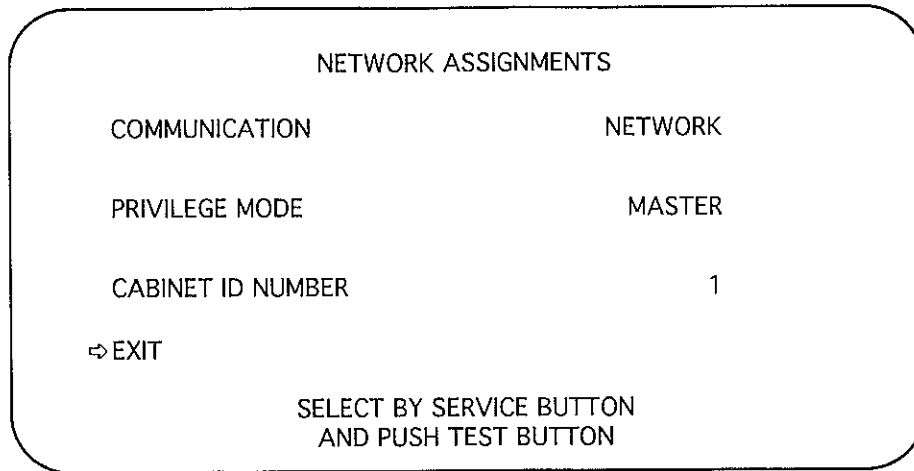 NETWORK ASSIGNMENTS
COMMUNICATION NETWORK
PRIVILEGE MODE MASTER
CABINET ID NUMBER 1
⇨ EXIT
SELECT BY SERVICE BUTTON
AND PUSH TEST BUTTON